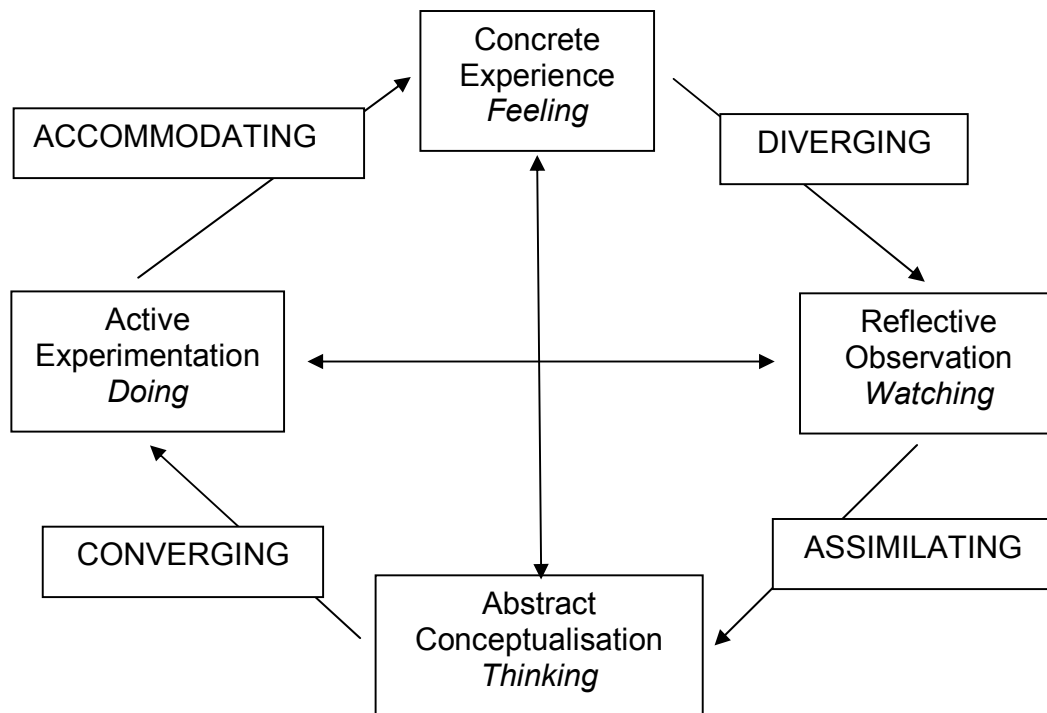 Concrete
Experience
Feeling
ACCOMMODATING
DIVERGING
Active
Experimentation
Doing
Reflective
Observation
Watching
CONVERGING
ASSIMILATING
Abstract
Conceptualisation
Thinking